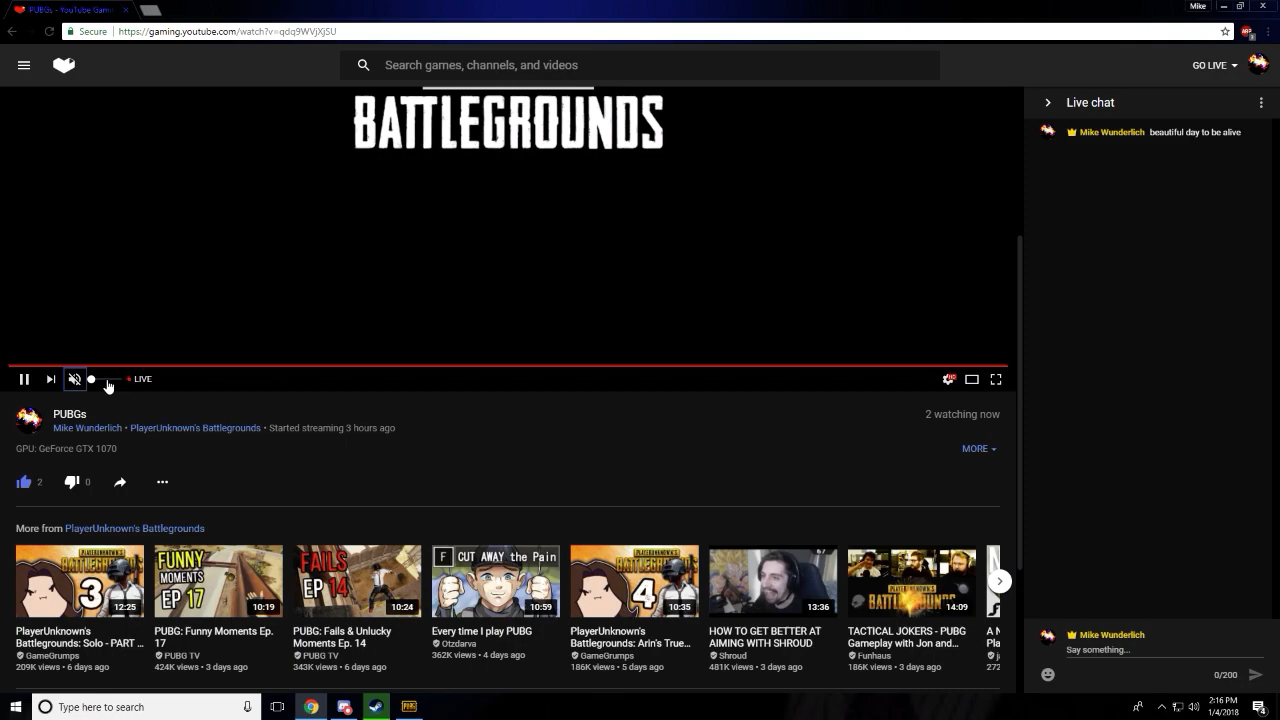 PUBGs - YouTube Gami
Mike
Secure
https://gaming.youtube.com/watch?v=qdq9WVjXjSU
Search games, channels, and videos
GO LIVE
BATTLEGROUNDS
Live chat
Mike Wunderlich beautiful day to be alive
LIVE
PUBGs
2 watching now
Mike Wunderlich • PlayerUnknown's Battlegrounds • Started streaming 3 hours ago
GPU: GeForce GTX 1070
MORE
2
0
More from PlayerUnknown's Battlegrounds
3
12:25
FUNNY
MOMENTS
EP 17
10:19
FAILS
EP 14
10:24
F CUT AWAY the Pain
10:59
4
10:35
13:36
BATTLEGROUNDS
14:09
PlayerUnknown's
Battlegrounds: Solo - PART ...
GameGrumps
209K views • 6 days ago
PUBG: Funny Moments Ep.
17
PUBG TV
424K views • 3 days ago
PUBG: Fails & Unlucky
Moments Ep. 14
PUBG TV
343K views • 6 days ago
Every time I play PUBG
Otzdarva
362K views • 4 days ago
PlayerUnknown's
Battlegrounds: Arin's True...
GameGrumps
186K views • 5 days ago
HOW TO GET BETTER AT
AIMING WITH SHROUD
Shroud
481K views • 3 days ago
TACTICAL JOKERS - PUBG
Gameplay with Jon and...
Funhaus
186K views • 3 days ago
A N
Pla
272
Mike Wunderlich
Say something...
0/200
Type here to search
2:16 PM
1/4/2018